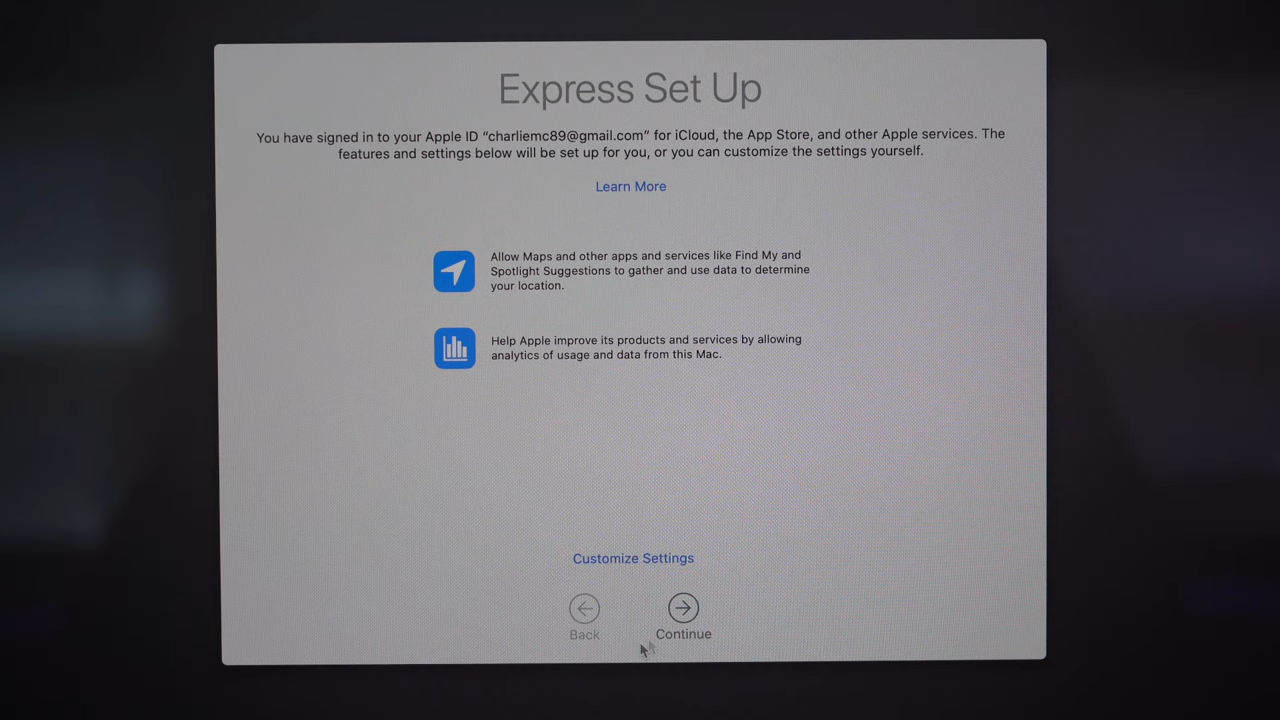 Express Set Up
You have signed in to your Apple ID “charliemc89@gmail.com” for iCloud, the App Store, and other Apple services. The
features and settings below will be set up for you, or you can customize the settings yourself.
Learn More
Allow Maps and other apps and services like Find My and
Spotlight Suggestions to gather and use data to determine
your location.
Help Apple improve its products and services by allowing
analytics of usage and data from this Mac.
Customize Settings
Back
Continue